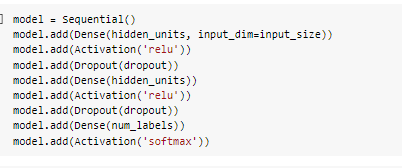 model = Sequential()
model.add(Dense(hidden_units, input_dim=input_size))
model.add(Activation('relu'))
model.add(Dropout(dropout))
model.add(Dense(hidden_units))
model.add(Activation('relu'))
model.add(Dropout(dropout))
model.add(Dense(num_labels))
model.add(Activation('softmax'))